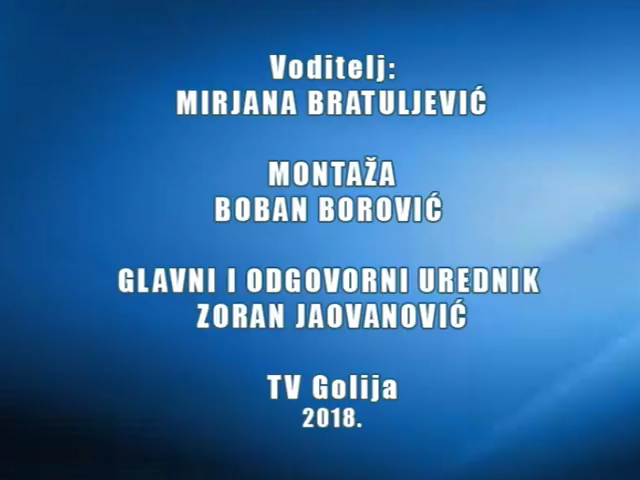 Voditelj:
MIRJANA BRATULJEVIĆ
MONTAŽA
BOBAN BOROVIĆ
GLAVNI I ODGOVORNI UREDNIK
ZORAN JAOVANOVIĆ
TV Golija
2018.